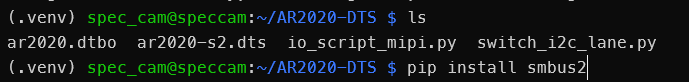 (.venv) spec_cam@speccam:~/AR2020-DTS $ ls
ar2020.dtbo  ar2020-s2.dts  io_script_mipi.py  switch_i2c_lane.py
(.venv) spec_cam@speccam:~/AR2020-DTS $ pip install smbus2